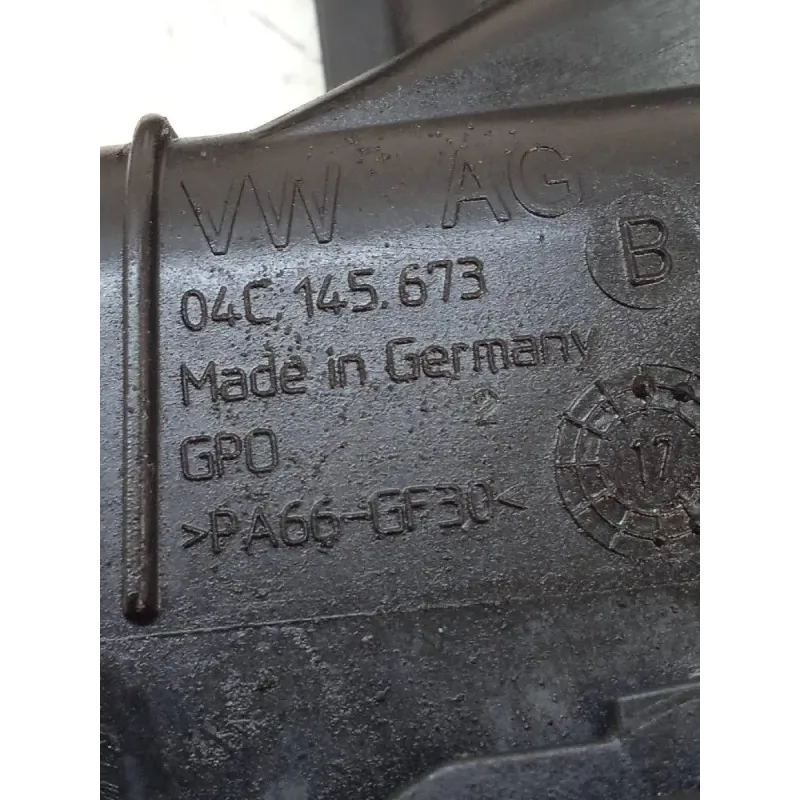 VW AG
B
04C.145.673
Made in Germany
2
GPO
17
>PA66-GF30<